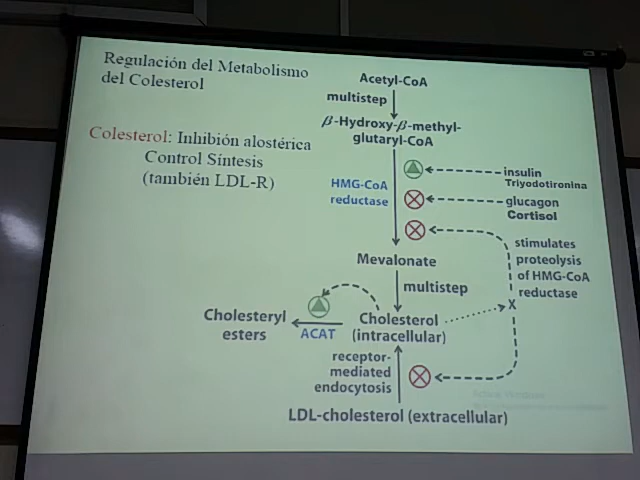 Regulación del Metabolismo
del Colesterol
Colesterol: Inhibión alostérica
Control Síntesis
(también LDL-R)
Acetyl-CoA
multistep
β-Hydroxy-β-methyl-
glutaryl-CoA
HMG-CoA
reductase
insulin
Triyodotironina
glucagon
Cortisol
stimulates
proteolysis
of HMG-CoA
reductase
Mevalonate
multistep
X
Cholesteryl
esters
ACAT
Cholesterol
(intracellular)
receptor-
mediated
endocytosis
LDL-cholesterol (extracellular)